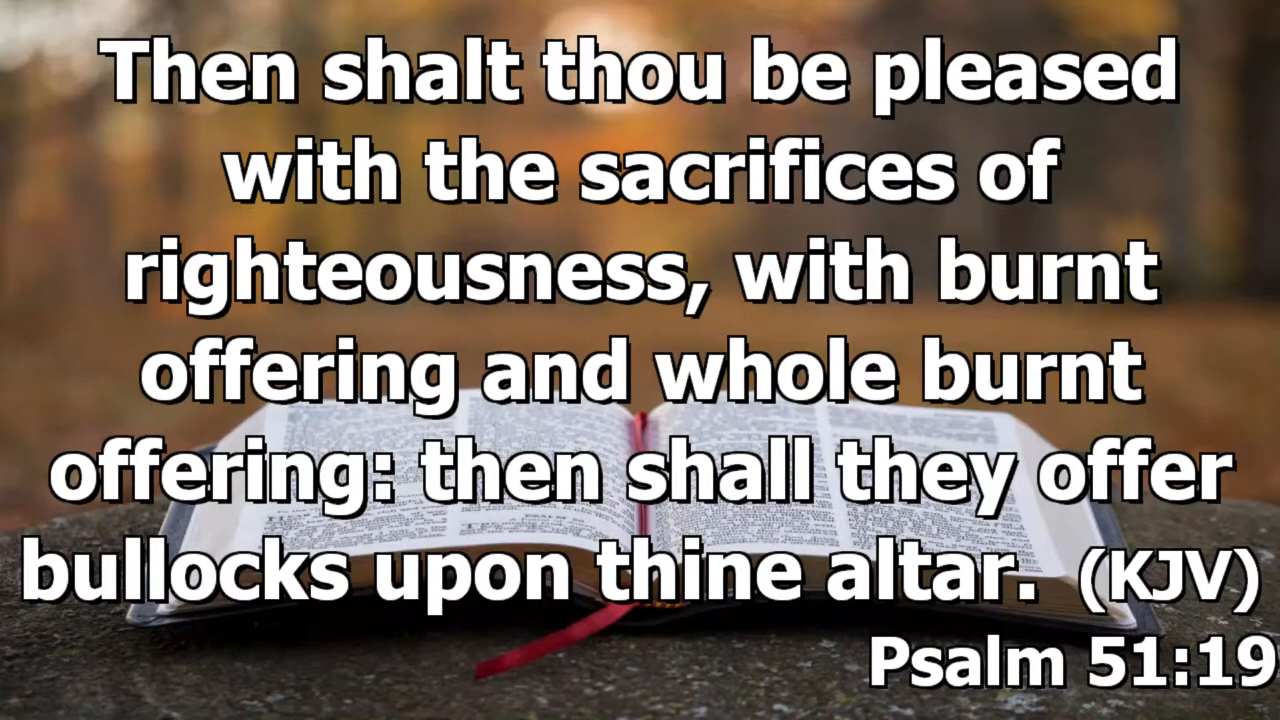 Then shalt thou be pleased
with the sacrifices of
righteousness, with burnt
offering and whole burnt
offering: then shall they offer
bullocks upon thine altar. (KJV)
Psalm 51:19